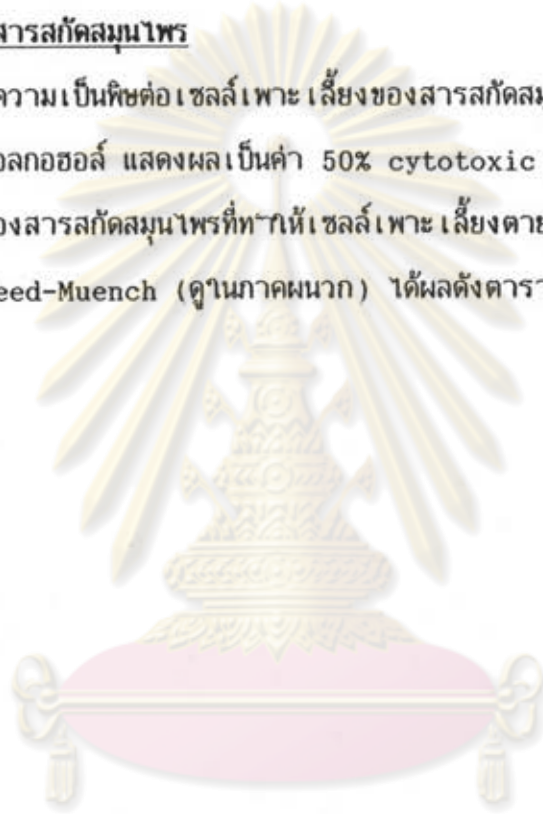 สารสกัดสมุนไพร
ความเป็นพิษต่อเซลล์เพาะเลี้ยงของสารสกัดสม
อลกอฮอล์ แสดงผลเป็นค่า 50% cytotoxic
องสารสกัดสมุนไพรที่ทำให้เซลล์เพาะเลี้ยงตาย
eed-Muench (ดูในภาคผนวก) ได้ผลดังตารา